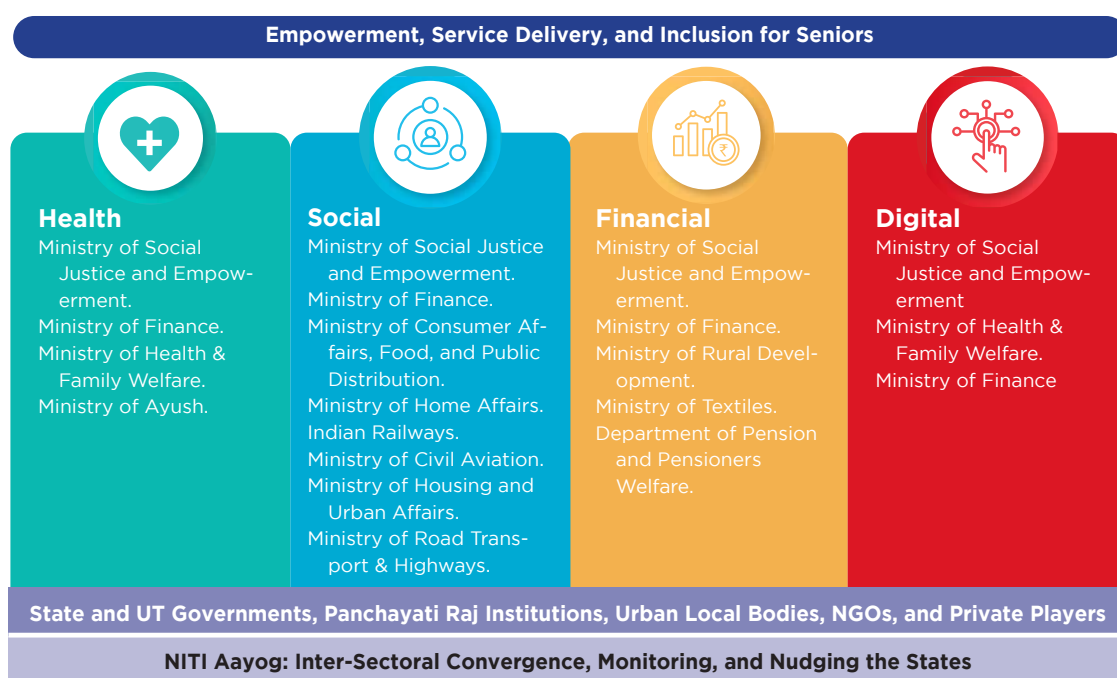 Empowerment, Service Delivery, and Inclusion for Seniors
Health
Ministry of Social
Justice and Empow-
erment.
Ministry of Finance.
Ministry of Health &
Family Welfare.
Ministry of Ayush.
Social
Ministry of Social Justice
and Empowerment.
Ministry of Finance.
Ministry of Consumer Af-
fairs, Food, and Public
Distribution.
Ministry of Home Affairs.
Indian Railways.
Ministry of Civil Aviation.
Ministry of Housing and
Urban Affairs.
Ministry of Road Trans-
port & Highways.
₹
Financial
Ministry of Social
Justice and Empow-
erment.
Ministry of Finance.
Ministry of Rural Devel-
opment.
Ministry of Textiles.
Department of Pension
and Pensioners
Welfare.
Digital
Ministry of Social
Justice and Empow-
erment
Ministry of Health &
Family Welfare.
Ministry of Finance
State and UT Governments, Panchayati Raj Institutions, Urban Local Bodies, NGOs, and Private Players
NITI Aayog: Inter-Sectoral Convergence, Monitoring, and Nudging the States